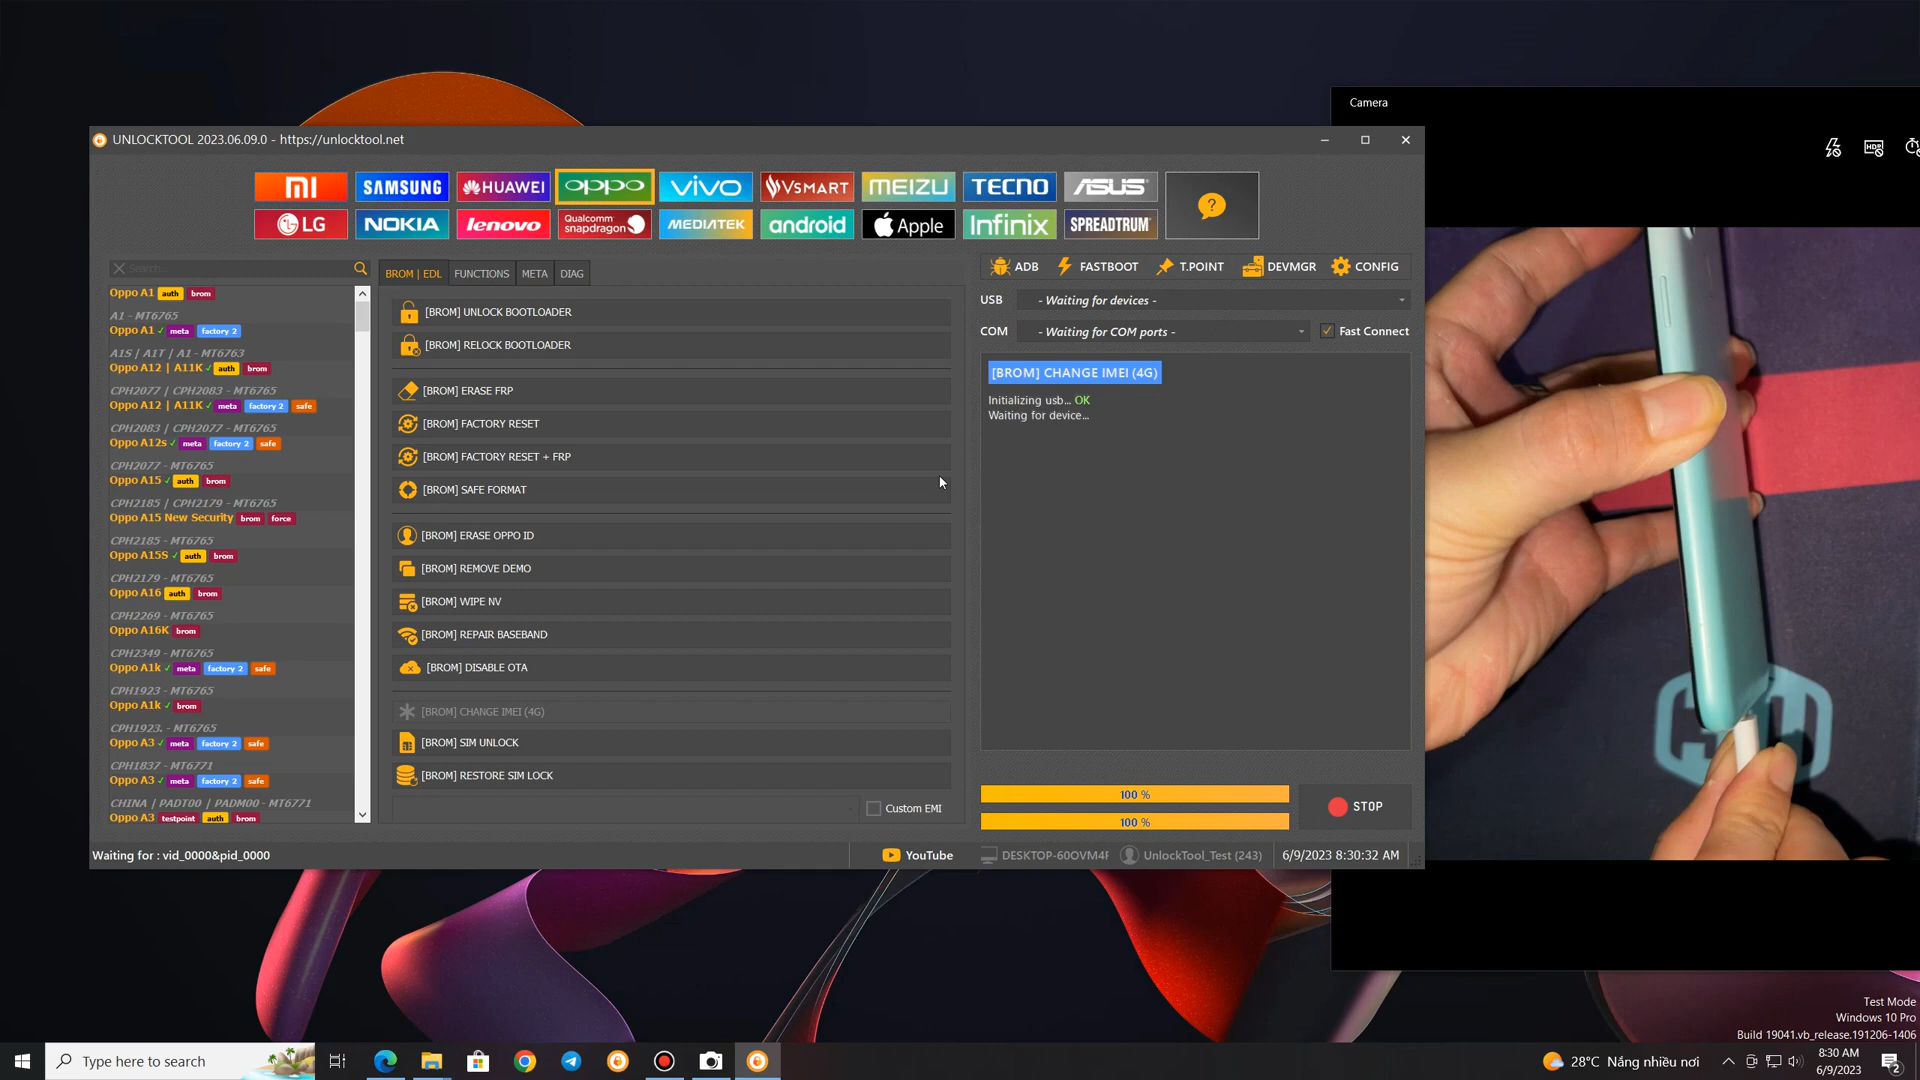 Camera
UNLOCKTOOL 2023.06.09.0 - https://unlocktool.net
MI SAMSUNG HUAWEI oppo vivo VSMART MEIZU TECNO ASUS ?
LG NOKIA lenovo Qualcomm snapdragon MEDIATEK android Apple Infinix SPREADTRUM
Search...
BROM | EDL FUNCTIONS META DIAG
ADB FASTBOOT T.POINT DEVMGR CONFIG
USB - Waiting for devices -
COM - Waiting for COM ports - Fast Connect
Oppo A1 auth brom
A1 - MT6765
Oppo A1 ✓ meta factory 2
A1S | A1T | A1 - MT6763
Oppo A12 | A11K ✓ auth brom
CPH2077 | CPH2083 - MT6765
Oppo A12 | A11K ✓ meta factory 2 safe
CPH2083 | CPH2077 - MT6765
Oppo A12s ✓ meta factory 2 safe
CPH2077 - MT6765
Oppo A15 ✓ auth brom
CPH2185 | CPH2179 - MT6765
Oppo A15 New Security brom force
CPH2185 - MT6765
Oppo A15S ✓ auth brom
CPH2179 - MT6765
Oppo A16 auth brom
CPH2269 - MT6765
Oppo A16K brom
CPH2349 - MT6765
Oppo A1k ✓ meta factory 2 safe
CPH1923 - MT6765
Oppo A1k ✓ brom
CPH1923. - MT6765
Oppo A3 ✓ meta factory 2 safe
CPH1837 - MT6771
Oppo A3 ✓ meta factory 2 safe
CHINA | PADT00 | PADM00 - MT6771
Oppo A3 testpoint auth brom
[BROM] UNLOCK BOOTLOADER
[BROM] RELOCK BOOTLOADER
[BROM] ERASE FRP
[BROM] FACTORY RESET
[BROM] FACTORY RESET + FRP
[BROM] SAFE FORMAT
[BROM] ERASE OPPO ID
[BROM] REMOVE DEMO
[BROM] WIPE NV
[BROM] REPAIR BASEBAND
[BROM] DISABLE OTA
[BROM] CHANGE IMEI (4G)
[BROM] SIM UNLOCK
[BROM] RESTORE SIM LOCK
Custom EMI
[BROM] CHANGE IMEI (4G)
Initializing usb... OK
Waiting for device...
100 %
100 %
STOP
Waiting for : vid_0000&pid_0000
YouTube DESKTOP-60OVM4F UnlockTool_Test (243) 6/9/2023 8:30:32 AM
Test Mode
Windows 10 Pro
Build 19041.vb_release.191206-1406
Type here to search
28°C Nắng nhiều nơi
8:30 AM
6/9/2023
2